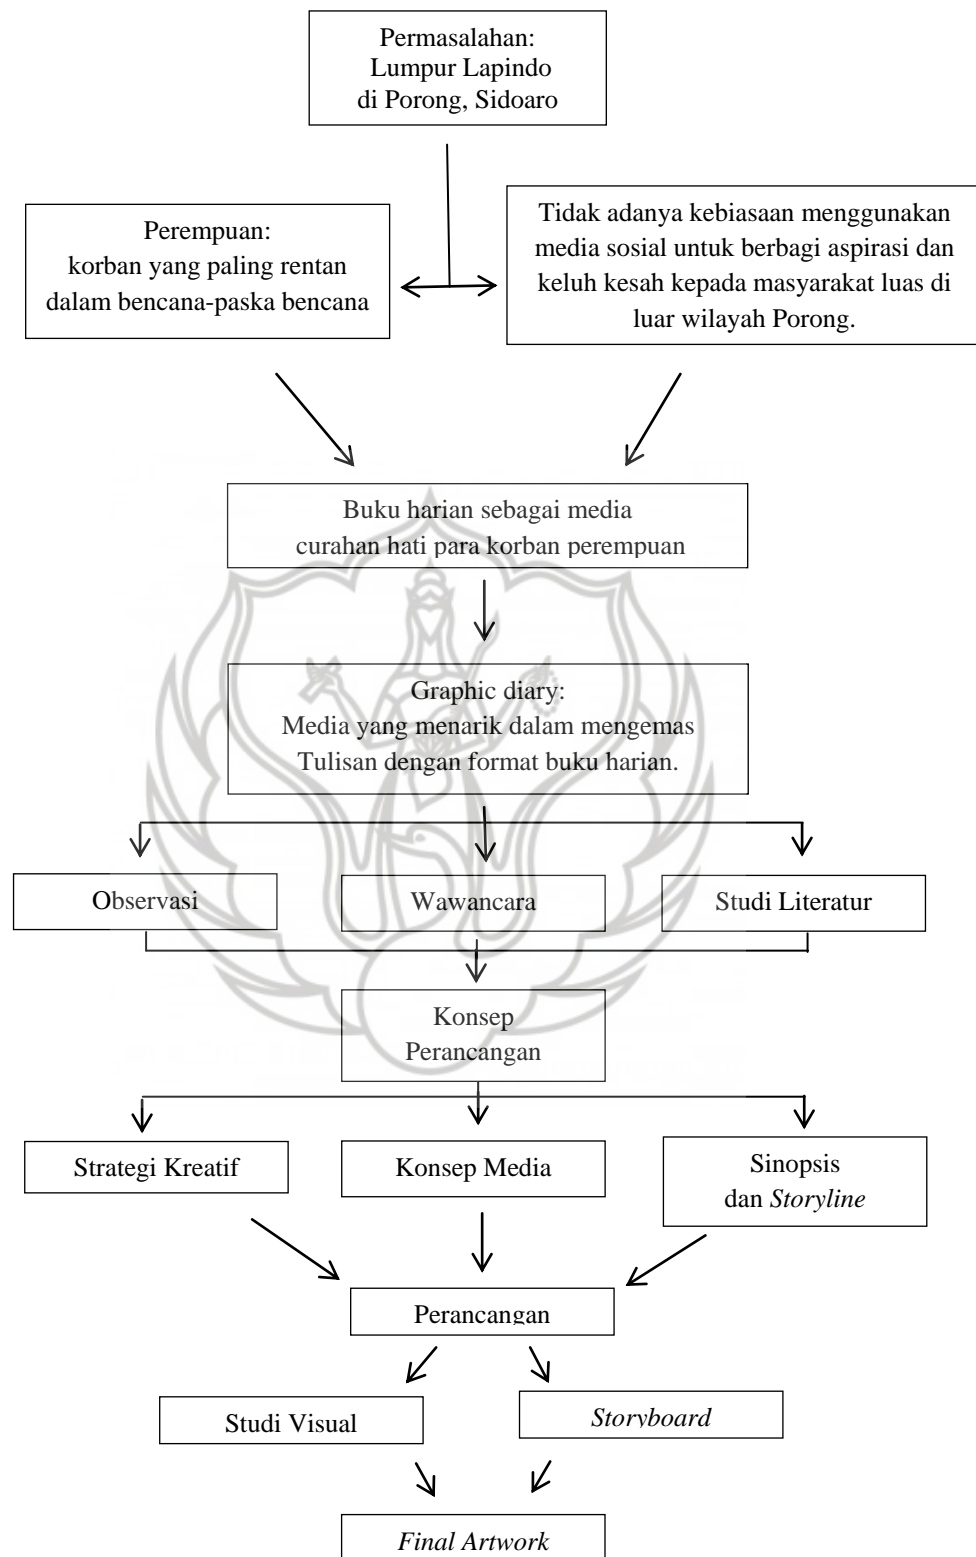 Permasalahan:
Lumpur Lapindo
di Porong, Sidoaro
Perempuan:
korban yang paling rentan
dalam bencana-paska bencana
Tidak adanya kebiasaan menggunakan
media sosial untuk berbagi aspirasi dan
keluh kesah kepada masyarakat luas di
luar wilayah Porong.
Buku harian sebagai media
curahan hati para korban perempuan
Graphic diary:
Media yang menarik dalam mengemas
Tulisan dengan format buku harian.
Observasi
Wawancara
Studi Literatur
Konsep
Perancangan
Strategi Kreatif
Konsep Media
Sinopsis
dan Storyline
Perancangan
Studi Visual
Storyboard
Final Artwork